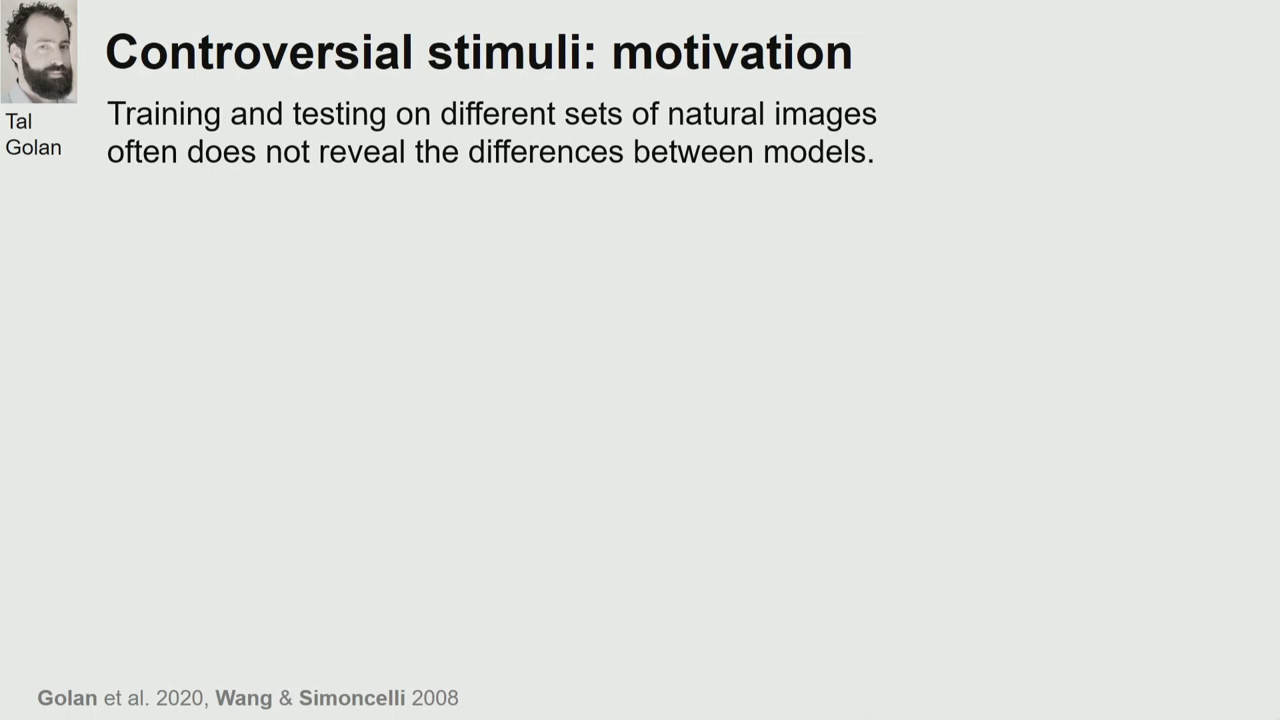 Controversial stimuli: motivation
Tal
Golan
Training and testing on different sets of natural images
often does not reveal the differences between models.
Golan et al. 2020, Wang & Simoncelli 2008